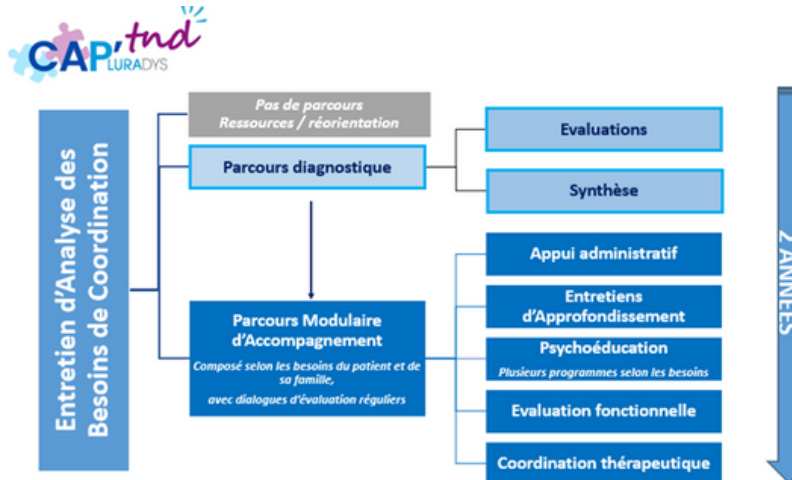 CAP'tnd
PLURADYS
Entretien d'Analyse des
Besoins de Coordination
Pas de parcours
Ressources / réorientation
Parcours diagnostique
Evaluations
Synthèse
Parcours Modulaire
d'Accompagnement
Composé selon les besoins du patient et de
sa famille,
avec dialogues d'évaluation réguliers
Appui administratif
Entretiens
d'Approfondissement
Psychoéducation
Plusieurs programmes selon les besoins
Evaluation fonctionnelle
Coordination thérapeutique
2 ANNEES